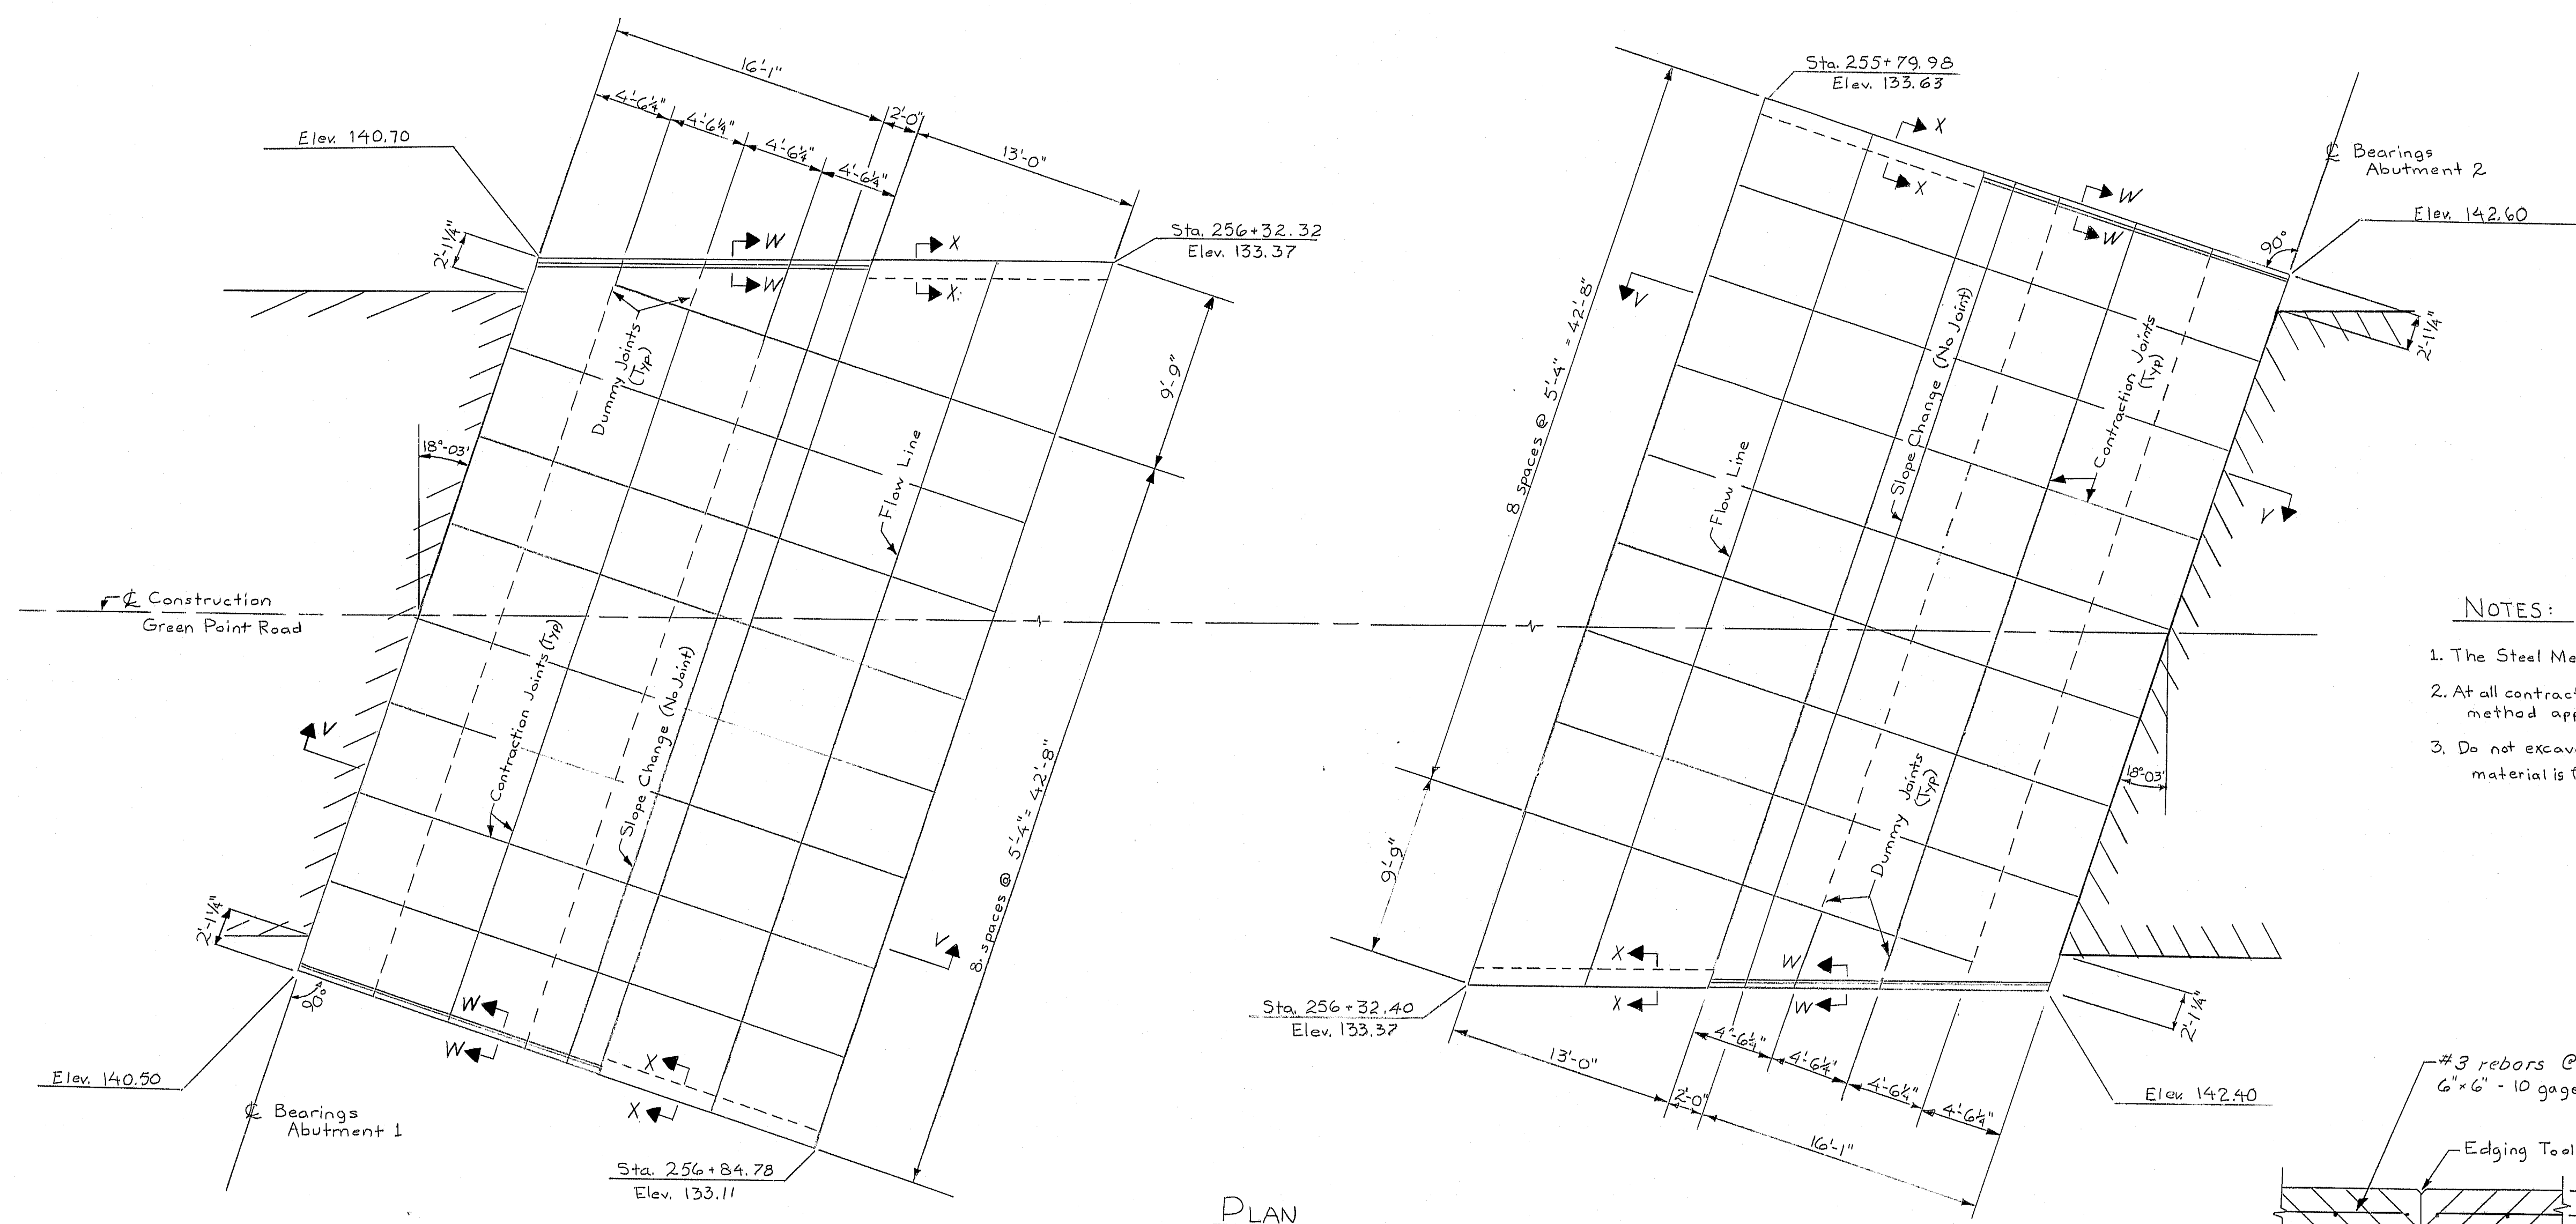 16'-1"
4'-6¼"
4'-6¼"
4'-6¼"
4'-6¼"
2'-0"
13'-0"
Elev. 140.70
2'-1¼"
W
W
X
X
Sta. 256+32.32
Elev. 133.37
Dummy Joints
(Typ)
9'-9"
18°-03'
Flow Line
℄ Construction
Green Point Road
Contraction Joints (Typ)
Slope Change (No Joint)
8 spaces @ 5'-4" = 42'-8"
V
V
2'-1¼"
90°
W
W
X
X
Elev. 140.50
℄ Bearings
Abutment 1
Sta. 256+84.78
Elev. 133.11
PLAN
Sta. 255+79.98
Elev. 133.63
X
X
W
W
℄ Bearings
Abutment 2
Elev. 142.60
90°
2'-1¼"
V
V
8 spaces @ 5'-4" = 42'-8"
Flow Line
Slope Change (No Joint)
Contraction Joints
(Typ)
18°-03'
Dummy Joints
(Typ)
9'-9"
X
X
W
W
Sta. 256+32.40
Elev. 133.37
13'-0"
2'-0"
4'-6¼"
4'-6¼"
4'-6¼"
4'-6¼"
16'-1"
2'-1¼"
Elev. 142.40
NOTES:
1. The Steel Me
2. At all contract
method app
3. Do not excav
material is
#3 rebars @
6"x6" - 10 gage
Edging Tool